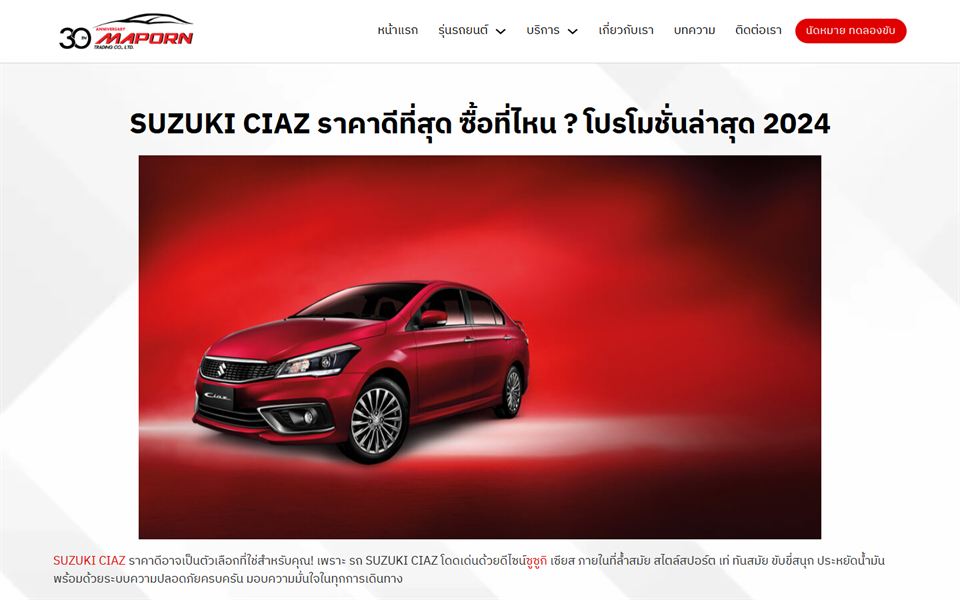 30TH ANNIVERSARY
MAPORN
TRADING CO., LTD.
หน้าแรก รุ่นรถยนต์ บริการ เกี่ยวกับเรา บทความ ติดต่อเรา นัดหมาย ทดลองขับ
SUZUKI CIAZ ราคาดีที่สุด ซื้อที่ไหน ? โปรโมชั่นล่าสุด 2024
Ciaz
SUZUKI CIAZ ราคาดีอาจเป็นตัวเลือกที่ใช่สำหรับคุณ! เพราะ รถ SUZUKI CIAZ โดดเด่นด้วยดีไซน์ซูซูกิ เซียส ภายในที่ล้ำสมัย สไตล์สปอร์ต เท่ ทันสมัย ขับขี่สนุก ประหยัดน้ำมัน
พร้อมด้วยระบบความปลอดภัยครบครัน มอบความมั่นใจในทุกการเดินทาง